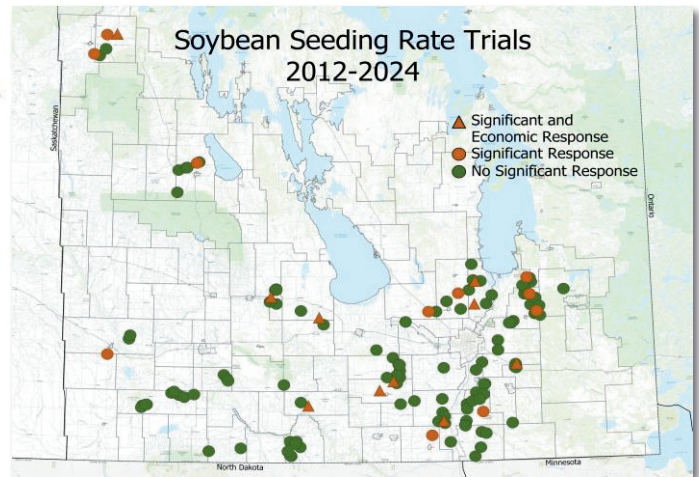 Soybean Seeding Rate Trials
2012-2024
Significant and
Economic Response
Significant Response
No Significant Response
Saskatchewan
Ontario
North Dakota
Minnesota